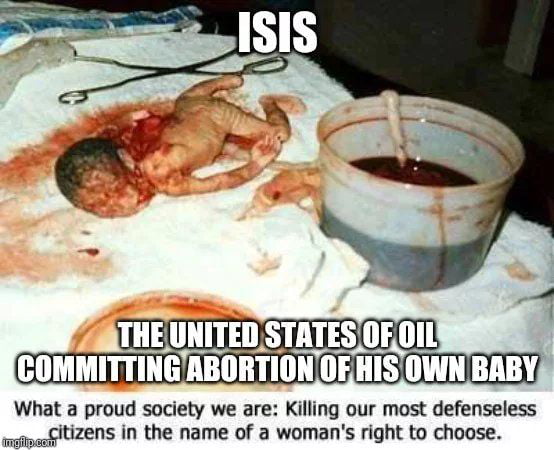 ISIS
THE UNITED STATES OF OIL
COMMITTING ABORTION OF HIS OWN BABY
What a proud society we are: Killing our most defenseless
citizens in the name of a woman's right to choose.
imgflip.com